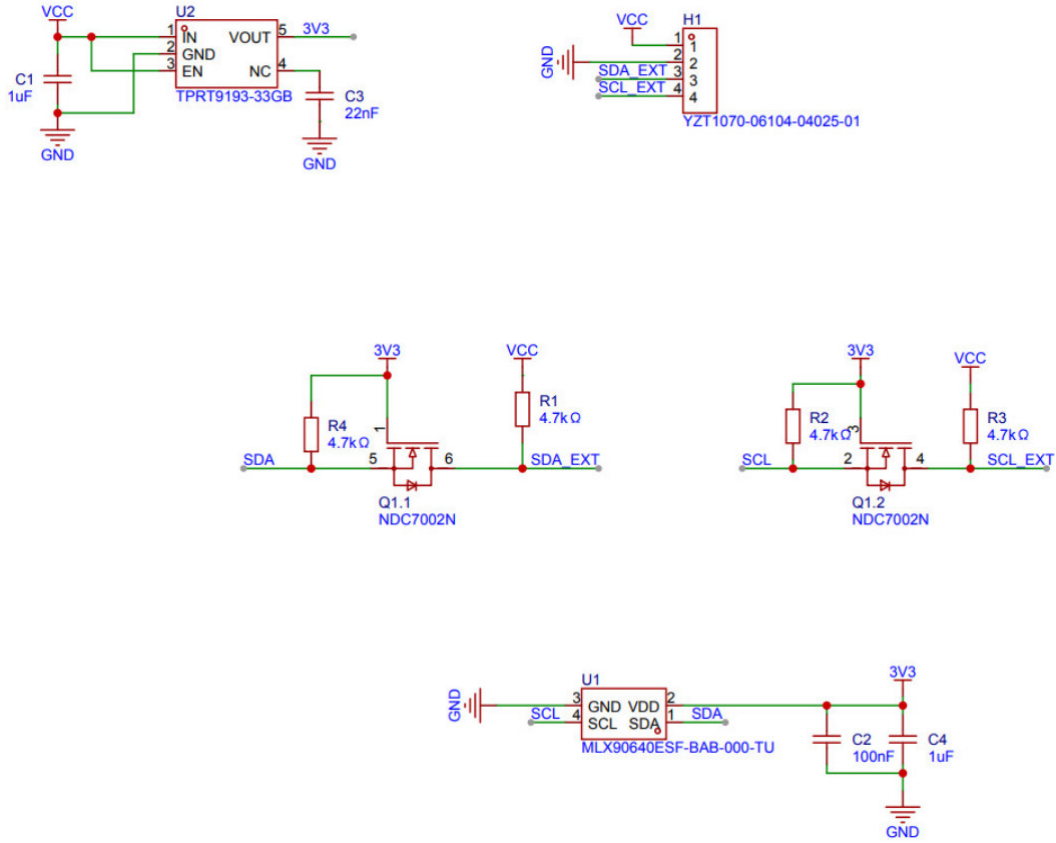 VCC
U2
1 IN VOUT 5 3V3
2 GND
3 EN NC 4
TPRT9193-33GB
C1
1uF
C3
22nF
GND
GND
VCC
H1
1 1
GND 2 2
SDA_EXT 3 3
SCL_EXT 4 4
YZT1070-06104-04025-01
3V3
VCC
R4
4.7kΩ
1
R1
4.7kΩ
SDA 5 6 SDA_EXT
Q1.1
NDC7002N
3V3
VCC
R2
4.7kΩ
3
R3
4.7kΩ
SCL 2 4 SCL_EXT
Q1.2
NDC7002N
U1
3V3
GND 3 GND VDD 2
SCL 4 SCL SDA 1 SDA
MLX90640ESF-BAB-000-TU
C2
100nF
C4
1uF
GND